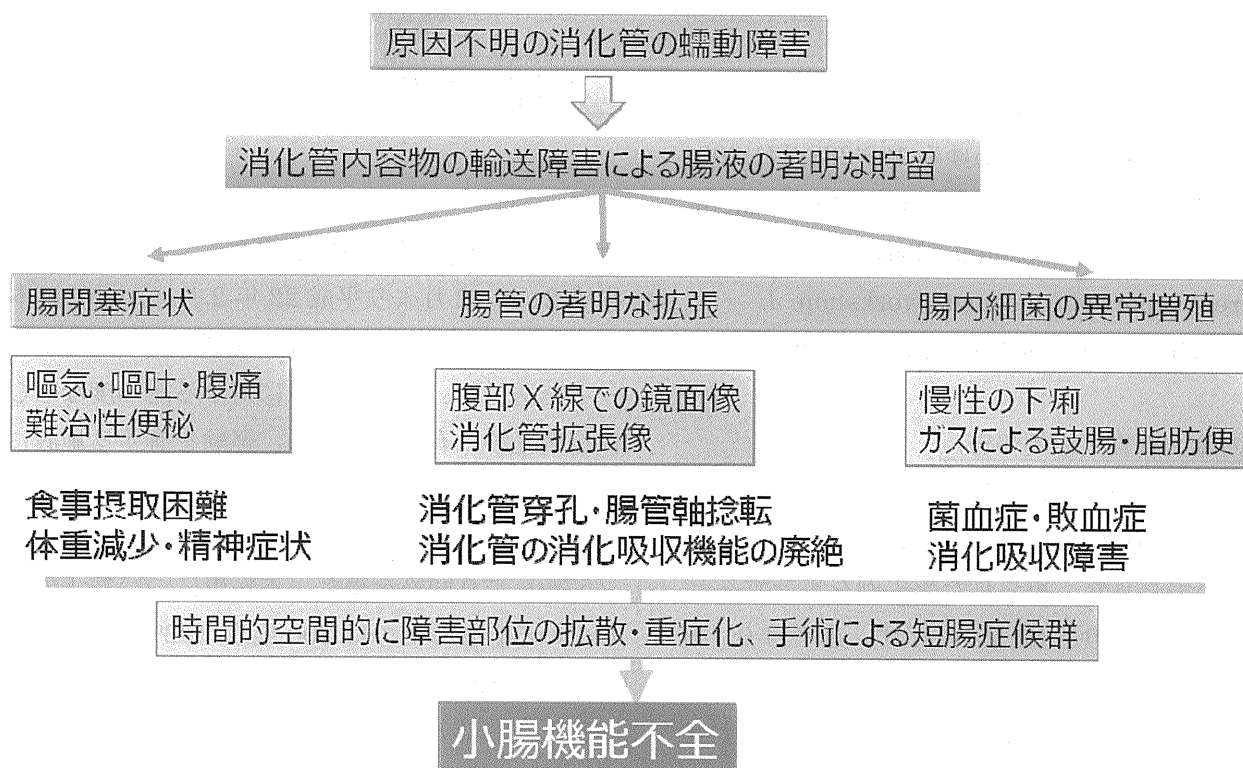 原因不明の消化管の蠕動障害
消化管内容物の輸送障害による腸液の著明な貯留
腸閉塞症状
腸管の著明な拡張
腸内細菌の異常増殖
嘔気・嘔吐・腹痛
難治性便秘
腹部X線での鏡面像
消化管拡張像
慢性の下痢
ガスによる鼓腸・脂肪便
食事摂取困難
体重減少・精神症状
消化管穿孔・腸管軸捻転
消化管の消化吸収機能の廃絶
菌血症・敗血症
消化吸収障害
時間的空間的に障害部位の拡散・重症化、手術による短腸症候群
小腸機能不全